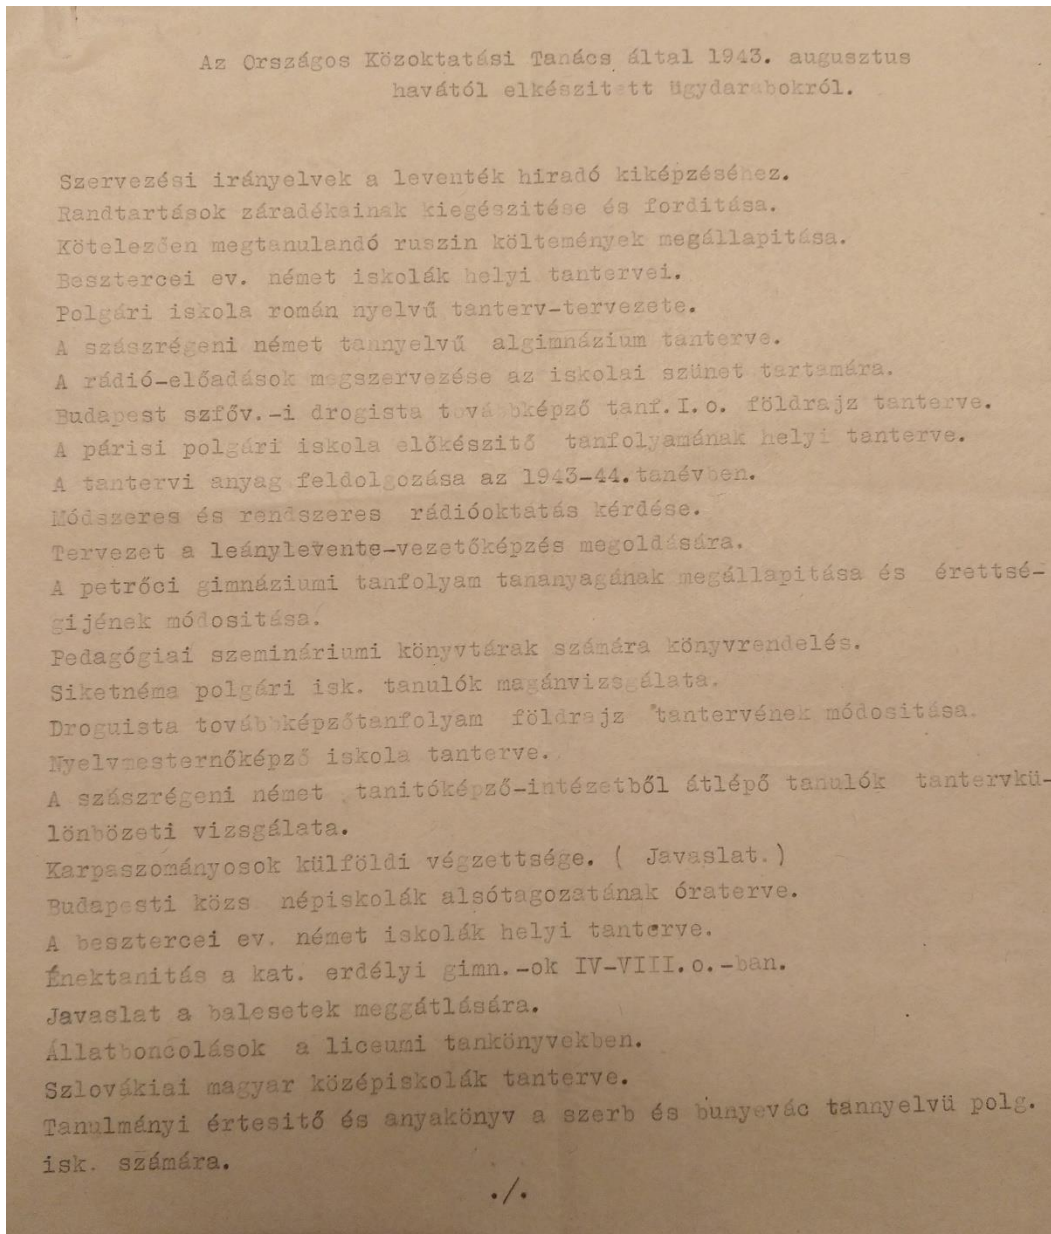 Az Országos Közoktatási Tanács által 1943. augusztus
havától elkészitett ügydarabokról.
Szervezési irányelvek a leventék hiradó kiképzéséhez.
Randtartások záradékainak kiegészitése és forditása.
Kötelezően megtanulandó ruszin költemények megállapitása.
Besztercei ev. német iskolák helyi tantervei.
Polgári iskola román nyelvű tanterv-tervezete.
A szászrégeni német tannyelvű algimnázium tanterve.
A rádió-előadások megszervezése az iskolai szünet tartamára.
Budapest szföv.-i drogista továbbképző tanf.I.o. földrajz tanterve.
A párisi polgári iskola előkészitő tanfolyamának helyi tanterve.
A tantervi anyag feldolgozása az 1943-44.tanévben.
Módszeres és rendszeres rádióoktatás kérdése.
Tervezet a leánylevente-vezetőképzés megoldására.
A petrőci gimnáziumi tanfolyam tananyagának megállapitása és érettsé-
gijének módositása.
Pedagógiai szemináriumi könyvtárak számára könyvrendelés.
Siketnéma polgári isk. tanulók magánvizsgálata.
Droguista továbbképzőtanfolyam földrajz "tantervének módositása.
Nyelvmesternőképző iskola tanterve.
A szászrégeni német tanitóképző-intézetből átlépő tanulók tantervkü-
lönbözeti vizsgálata.
Karpaszományosok külföldi végzettsége. ( Javaslat.)
Budapesti közs. népiskolák alsótagozatának óraterve.
A besztercei ev. német iskolák helyi tanterve.
Énektanitás a kat. erdélyi gimn.-ok IV-VIII.o.-ban.
Javaslat a balesetek meggátlására.
Állatboncolások a liceumi tankönyvekben.
Szlovákiai magyar középiskolák tanterve.
Tanulmányi értesitő és anyakönyv a szerb és bunyevác tannyelvü polg.
isk. számára.
./.